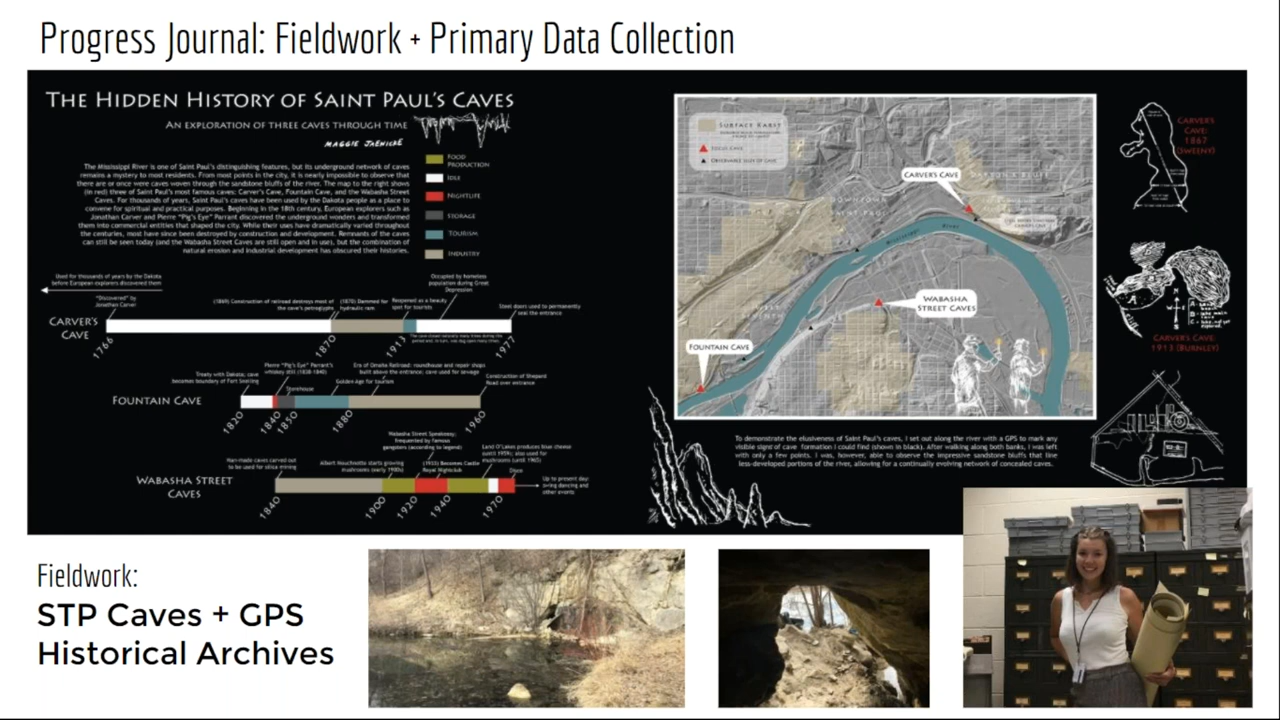 Progress Journal: Fieldwork + Primary Data Collection
THE HIDDEN HISTORY OF SAINT PAUL'S CAVES
AN EXPLORATION OF THREE CAVES THROUGH TIME
MAGGIE JAENICKE
The Mississippi River is one of Saint Paul's distinguishing features, but its underground network of caves
remains a mystery to most residents. From most points in the city, it is nearly impossible to observe that
there are or once were caves woven through the sandstone bluffs of the river. The map to the right shows
(in red) three of Saint Paul's most famous caves: Carver's Cave, Fountain Cave, and the Wabasha Street
Caves. For thousands of years, Saint Paul's caves have been used by the Dakota people as a place to
convene for spiritual and practical purposes. Beginning in the 18th century, European explorers such as
Jonathan Carver and Pierre "Pig's Eye" Parrant discovered the underground wonders and transformed
them into commercial entities that shaped the city. While their uses have dramatically varied throughout
the centuries, most have since been destroyed by construction and development. Remnants of the caves
can still be seen today (and the Wabasha Street Caves are still open and in use), but the combination of
natural erosion and industrial development has obscured their histories.
FOOD
PRODUCTION
IDLE
NIGHTLIFE
STORAGE
TOURISM
INDUSTRY
Used for thousands of years by the Dakota
before European explorers discovered them
"Discovered" by
Jonathan Carver
(1869) Construction of railroad destroys most of
the cave's petroglyphs
(1870) Dammed for
hydraulic ram
Reopened as a beauty
spot for tourists
Occupied by homeless
population during Great
Depression
Steel doors used to permanently
seal the entrance
CARVER'S
CAVE
1766
1870
1913
1977
Treaty with Dakota; cave
becomes boundary of Fort Snelling
Pierre "Pig's Eye" Parrant's
whiskey still (1838-1840)
Storehouse
Golden Age for tourism
Era of Omaha Railroad: roundhouse and repair shops
built above the entrance; cave used for sewage
Construction of Shepard
Road over entrance
FOUNTAIN CAVE
1820
1840
1850
1880
1960
Man-made caves carved out
to be used for silica mining
Albert Mouchnotte starts growing
mushrooms (early 1900s)
Wabasha Street Speakeasy;
frequented by famous
gangsters (according to legend)
(1933) Becomes Castle
Royal Nightclub
Land O'Lakes produces blue cheese
(until 1959); also used for
mushrooms (until 1965)
Disco
Up to present day:
swing dancing and
other events
WABASHA STREET
CAVES
1840
1900
1920
1940
1970
SURFACE KARST
FOCUS CAVE
OBSERVABLE SIGN OF CAVE
CARVER'S CAVE
River
WABASHA
STREET CAVES
FOUNTAIN CAVE
To demonstrate the elusiveness of Saint Paul's caves, I set out along the river with a GPS to mark any
visible sign of cave formation I could find (shown in black). After walking along both banks, I was left
with only a few points. I was, however, able to observe the impressive sandstone bluffs that line
less-developed portions of the river, allowing for a continually evolving network of concealed caves.
CARVER'S
CAVE:
1867
(SWEENY)
CARVER'S CAVE:
1913 (BURNLEY)
Fieldwork:
STP Caves + GPS
Historical Archives